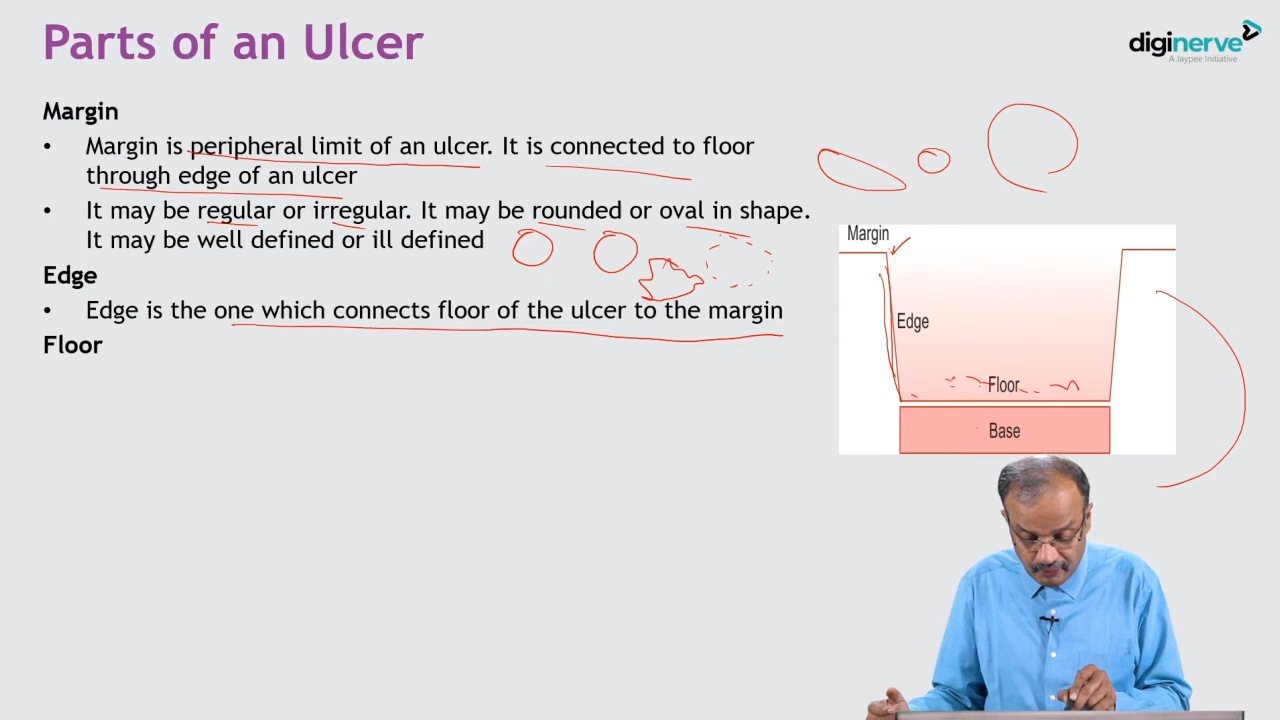 Parts of an Ulcer
diginerve
A Jaypee Initiative
Margin
• Margin is peripheral limit of an ulcer. It is connected to floor
through edge of an ulcer
• It may be regular or irregular. It may be rounded or oval in shape.
It may be well defined or ill defined
Edge
• Edge is the one which connects floor of the ulcer to the margin
Floor
Margin
Edge
Floor
Base